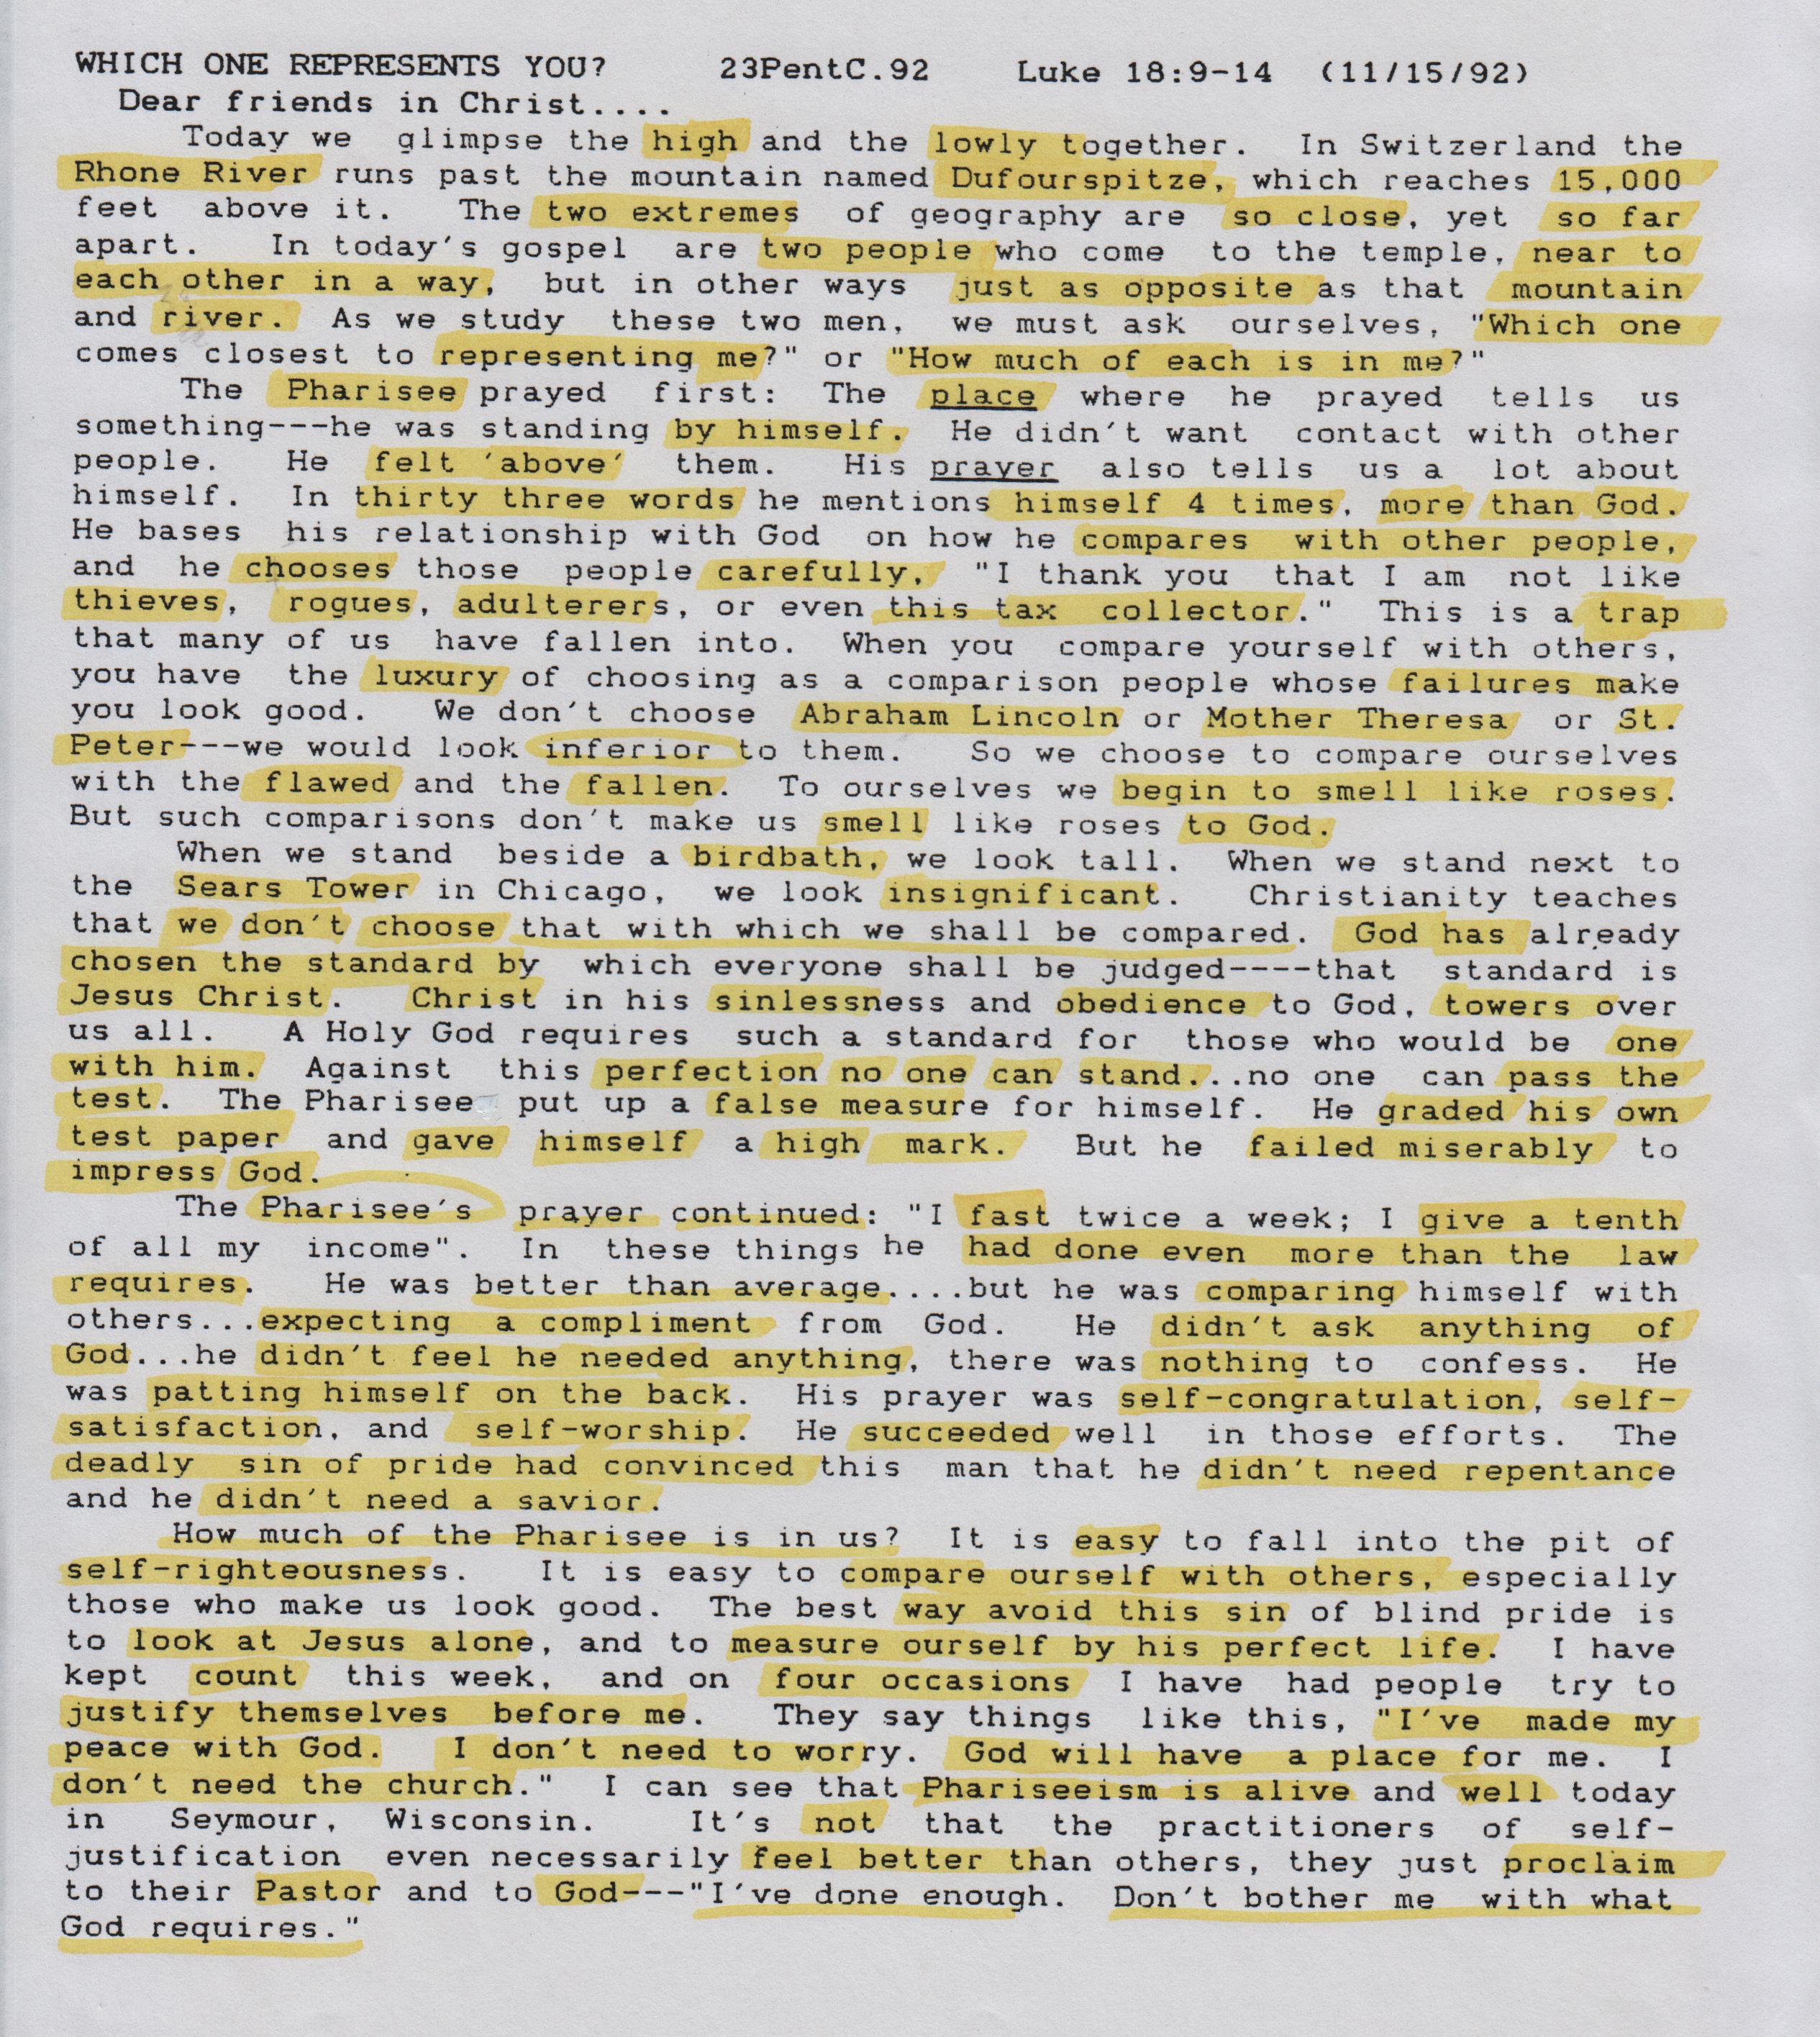 WHICH ONE REPRESENTS YOU? 23PentC.92 Luke 18:9-14 (11/15/92)
Dear friends in Christ....
Today we glimpse the high and the lowly together. In Switzerland the
Rhone River runs past the mountain named Dufourspitze, which reaches 15,000
feet above it. The two extremes of geography are so close, yet so far
apart. In today's gospel are two people who come to the temple, near to
each other in a way, but in other ways just as opposite as that mountain
and river. As we study these two men, we must ask ourselves, "Which one
comes closest to representing me?" or "How much of each is in me?"
The Pharisee prayed first: The place where he prayed tells us
something---he was standing by himself. He didn't want contact with other
people. He felt 'above' them. His prayer also tells us a lot about
himself. In thirty three words he mentions himself 4 times, more than God.
He bases his relationship with God on how he compares with other people,
and he chooses those people carefully, "I thank you that I am not like
thieves, rogues, adulterers, or even this tax collector." This is a trap
that many of us have fallen into. When you compare yourself with others,
you have the luxury of choosing as a comparison people whose failures make
you look good. We don't choose Abraham Lincoln or Mother Theresa or St.
Peter---we would look inferior to them. So we choose to compare ourselves
with the flawed and the fallen. To ourselves we begin to smell like roses.
But such comparisons don't make us smell like roses to God.
When we stand beside a birdbath, we look tall. When we stand next to
the Sears Tower in Chicago, we look insignificant. Christianity teaches
that we don't choose that with which we shall be compared. God has already
chosen the standard by which everyone shall be judged----that standard is
Jesus Christ. Christ in his sinlessness and obedience to God, towers over
us all. A Holy God requires such a standard for those who would be one
with him. Against this perfection no one can stand...no one can pass the
test. The Pharisee put up a false measure for himself. He graded his own
test paper and gave himself a high mark. But he failed miserably to
impress God.
The Pharisee's prayer continued: "I fast twice a week; I give a tenth
of all my income". In these things he had done even more than the law
requires. He was better than average....but he was comparing himself with
others...expecting a compliment from God. He didn't ask anything of
God...he didn't feel he needed anything, there was nothing to confess. He
was patting himself on the back. His prayer was self-congratulation, self-
satisfaction, and self-worship. He succeeded well in those efforts. The
deadly sin of pride had convinced this man that he didn't need repentance
and he didn't need a savior.
How much of the Pharisee is in us? It is easy to fall into the pit of
self-righteousness. It is easy to compare ourself with others, especially
those who make us look good. The best way avoid this sin of blind pride is
to look at Jesus alone, and to measure ourself by his perfect life. I have
kept count this week, and on four occasions I have had people try to
justify themselves before me. They say things like this, "I've made my
peace with God. I don't need to worry. God will have a place for me. I
don't need the church." I can see that Phariseeism is alive and well today
in Seymour, Wisconsin. It's not that the practitioners of self-
justification even necessarily feel better than others, they just proclaim
to their Pastor and to God---"I've done enough. Don't bother me with what
God requires."